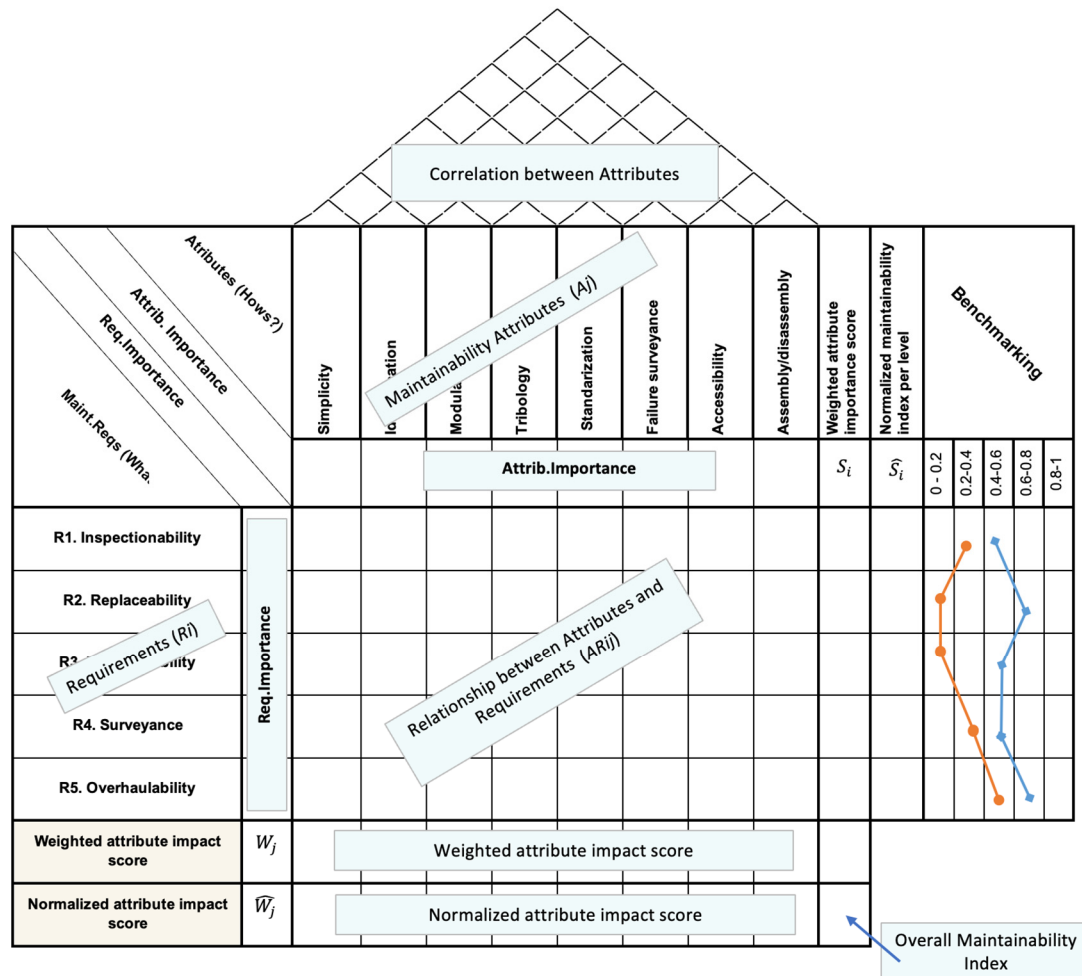 Correlation between Attributes
Atributes (Hows?)
Attrib. Importance
Req.Importance
Maint.Reqs (Wha.
Maintainability Attributes (Aj)
Simplicity
Tribology
Standarization
Failure surveyance
Accessibility
Assembly/disassembly
Weighted attribute
importance score
Normalized maintainability
index per level
Benchmarking
Attrib.Importance
S_i
Ŝ_i
0 - 0.2
0.2-0.4
0.4-0.6
0.6-0.8
0.8-1
R1. Inspectionability
R2. Replaceability
Requirements (Ri)
R4. Surveyance
R5. Overhaulability
Req.Importance
Relationship between Attributes and
Requirements (ARij)
Weighted attribute impact
score
W_j
Weighted attribute impact score
Normalized attribute impact
score
Ŵ_j
Normalized attribute impact score
Overall Maintainability
Index